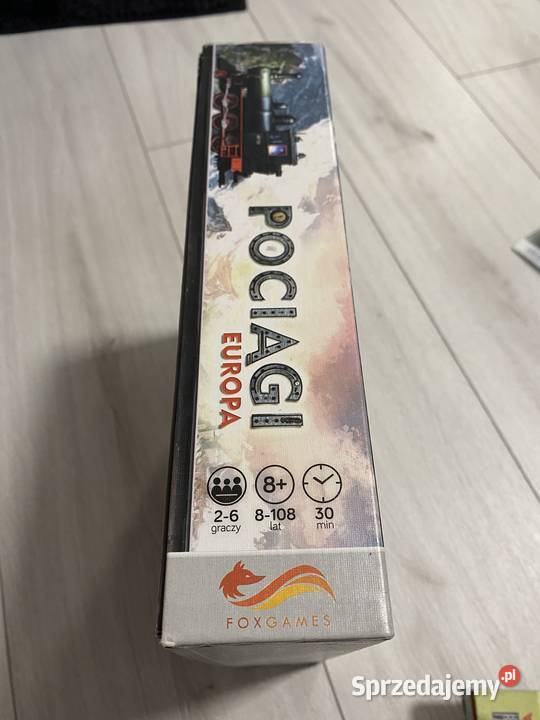 POCIĄGI
EUROPA
8+
2-6
graczy
8-108
lat
30
min
FOXGAMES
Sprzedajemy.pl